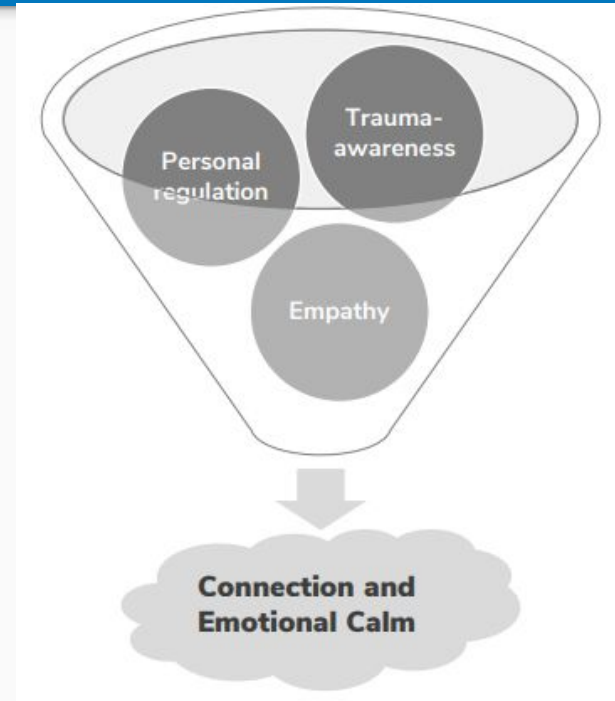 Trauma-
awareness
Personal
regulation
Empathy
Connection and
Emotional Calm